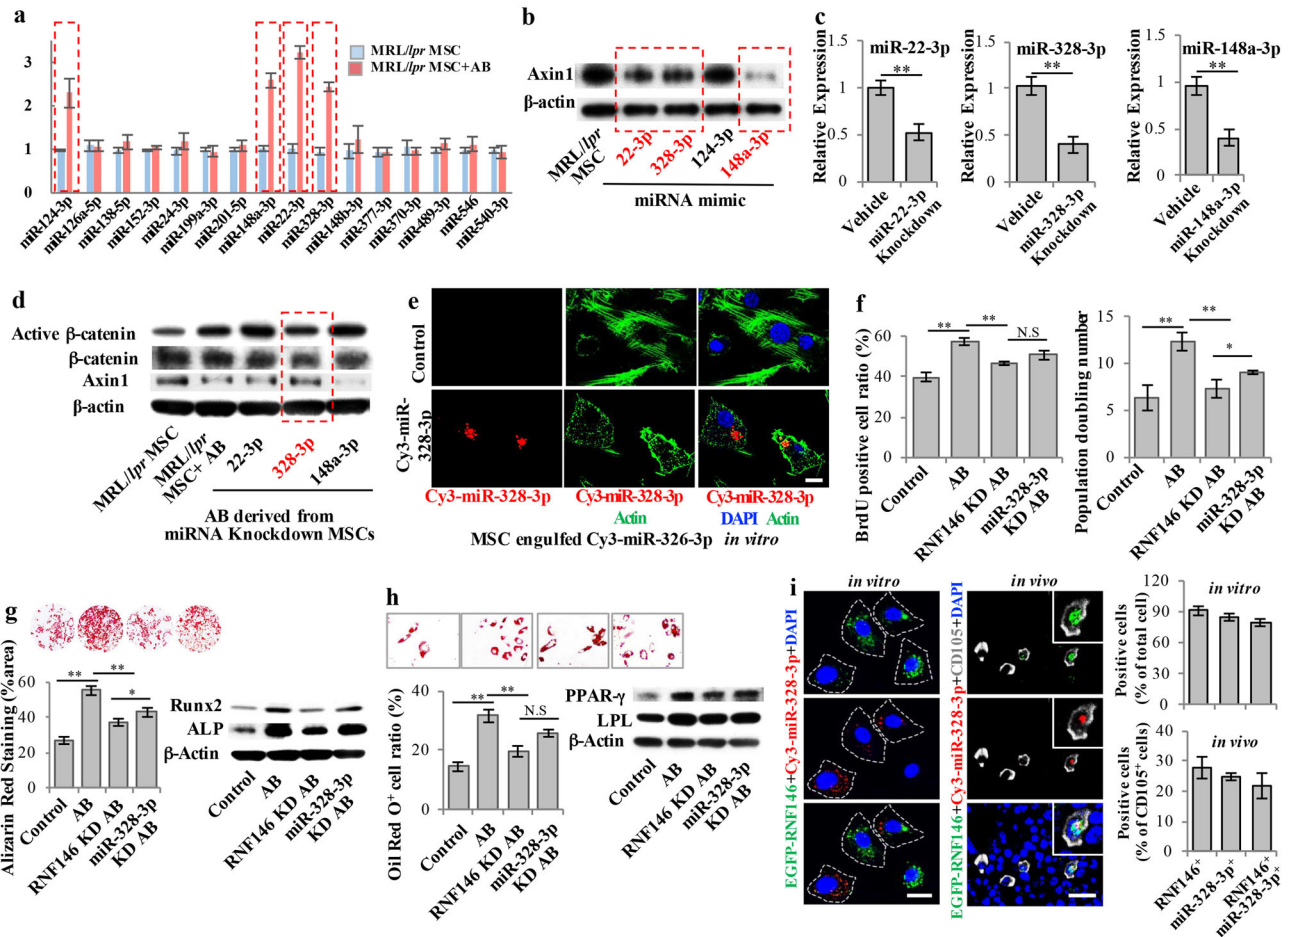 a
3
2
1
0
MRL/lpr MSC
MRL/lpr MSC+AB
miR-124-3p
miR-126a-5p
miR-138-5p
miR-152-3p
miR-24-3p
miR-199a-3p
miR-201-5p
miR-148a-3p
miR-22-3p
miR-328-3p
miR-148b-3p
miR-377-3p
miR-370-3p
miR-489-3p
miR-546
miR-540-3p
b
Axin1
β-actin
MRL/lpr
MSC
22-3p
328-3p
124-3p
148a-3p
miRNA mimic
c
Relative Expression
1.5
1
0.5
0
miR-22-3p
**
Vehicle
miR-22-3p
Knockdown
Relative Expression
1.5
1
0.5
0
miR-328-3p
**
Vehicle
miR-328-3p
Knockdown
Relative Expression
1.5
1
0.5
0
miR-148a-3p
**
Vehicle
miR-148a-3p
Knockdown
d
Active β-catenin
β-catenin
Axin1
β-actin
MRL/lpr MSC
MRL/lpr
MSC+ AB
22-3p
328-3p
148a-3p
AB derived from
miRNA Knockdown MSCs
e
Control
Cy3-miR-
328-3p
Cy3-miR-328-3p
Cy3-miR-328-3p
Actin
Cy3-miR-328-3p
DAPI Actin
MSC engulfed Cy3-miR-326-3p in vitro
f
BrdU positive cell ratio (%)
60
40
20
0
**
**
N.S
Control
AB
RNF146 KD AB
miR-328-3p
KD AB
Population doubling number
15
10
5
0
**
**
*
Control
AB
RNF146 KD AB
miR-328-3p
KD AB
g
Alizarin Red Staining (%area)
60
40
20
0
**
**
*
Control
AB
RNF146 KD AB
miR-328-3p
KD AB
Runx2
ALP
β-Actin
Control
AB
RNF146 KD AB
miR-328-3p
KD AB
h
Oil Red O+ cell ratio (%)
40
20
0
**
**
N.S
Control
AB
RNF146 KD AB
miR-328-3p
KD AB
PPAR-γ
LPL
β-Actin
Control
AB
RNF146 KD AB
miR-328-3p
KD AB
i
in vitro
EGFP-RNF146+Cy3-miR-328-3p+DAPI
in vivo
EGFP-RNF146+Cy3-miR-328-3p+CD105+DAPI
Positive cells
(% of total cell)
120
90
60
30
0
in vitro
Positive cells
(% of CD105+ cells)
40
30
20
10
0
in vivo
RNF146+
miR-328-3p+
RNF146+
miR-328-3p+